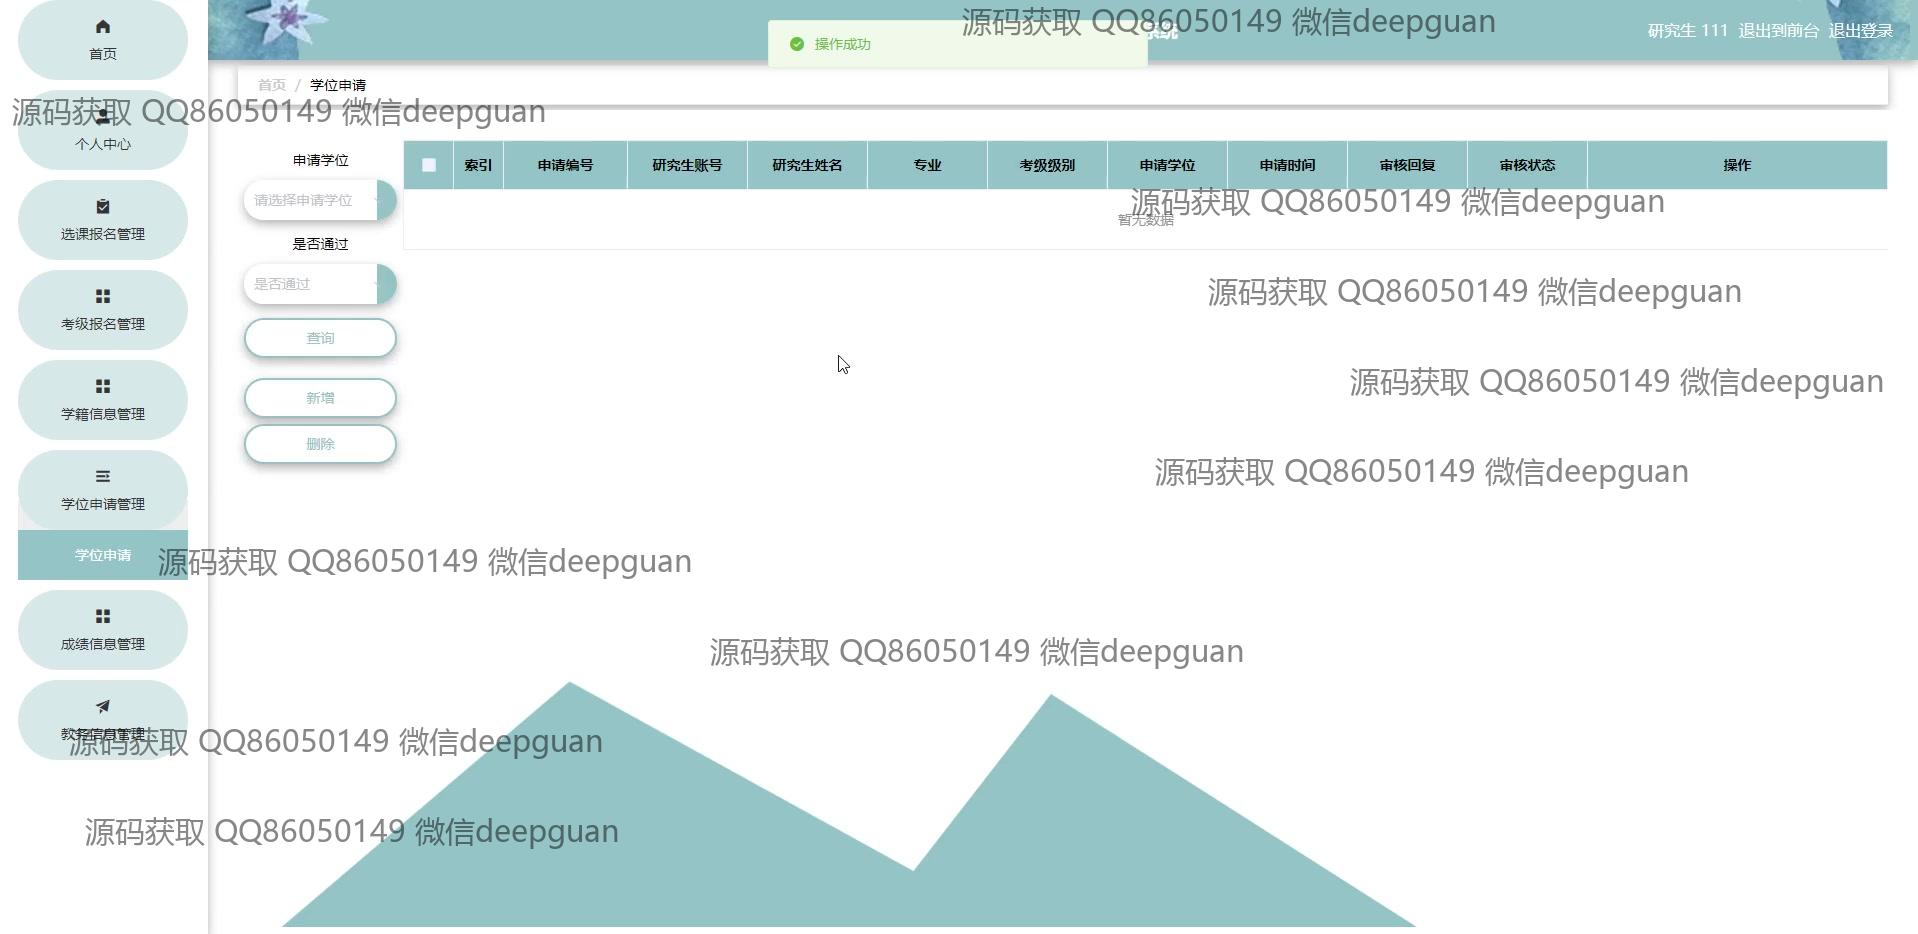 首页
个人中心
选课报名管理
考级报名管理
学籍信息管理
学位申请管理
学位申请
成绩信息管理
教务信息管理
系统
操作成功
研究生 111 退出到前台 退出登录
首页 / 学位申请
申请学位
请选择申请学位
是否通过
是否通过
查询
新增
删除
索引 申请编号 研究生账号 研究生姓名 专业 考级级别 申请学位 申请时间 审核回复 审核状态 操作
暂无数据
源码获取 QQ86050149 微信deepguan
源码获取 QQ86050149 微信deepguan
源码获取 QQ86050149 微信deepguan
源码获取 QQ86050149 微信deepguan
源码获取 QQ86050149 微信deepguan
源码获取 QQ86050149 微信deepguan
源码获取 QQ86050149 微信deepguan
源码获取 QQ86050149 微信deepguan
源码获取 QQ86050149 微信deepguan
源码获取 QQ86050149 微信deepguan